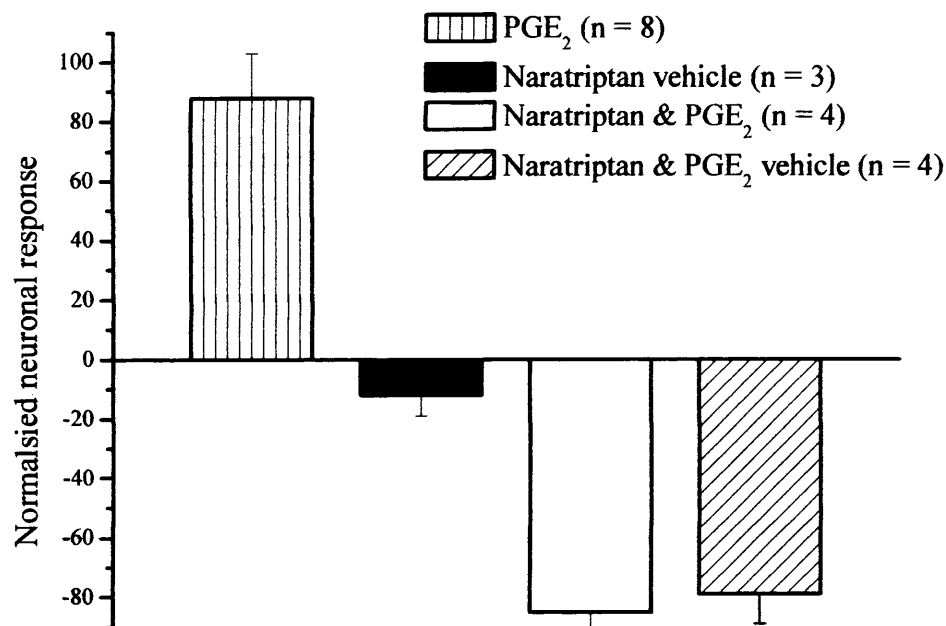 PGE2 (n = 8)
Naratriptan vehicle (n = 3)
Naratriptan & PGE2 (n = 4)
Naratriptan & PGE2 vehicle (n = 4)
Normalsied neuronal response
100
80
60
40
20
0
-20
-40
-60
-80